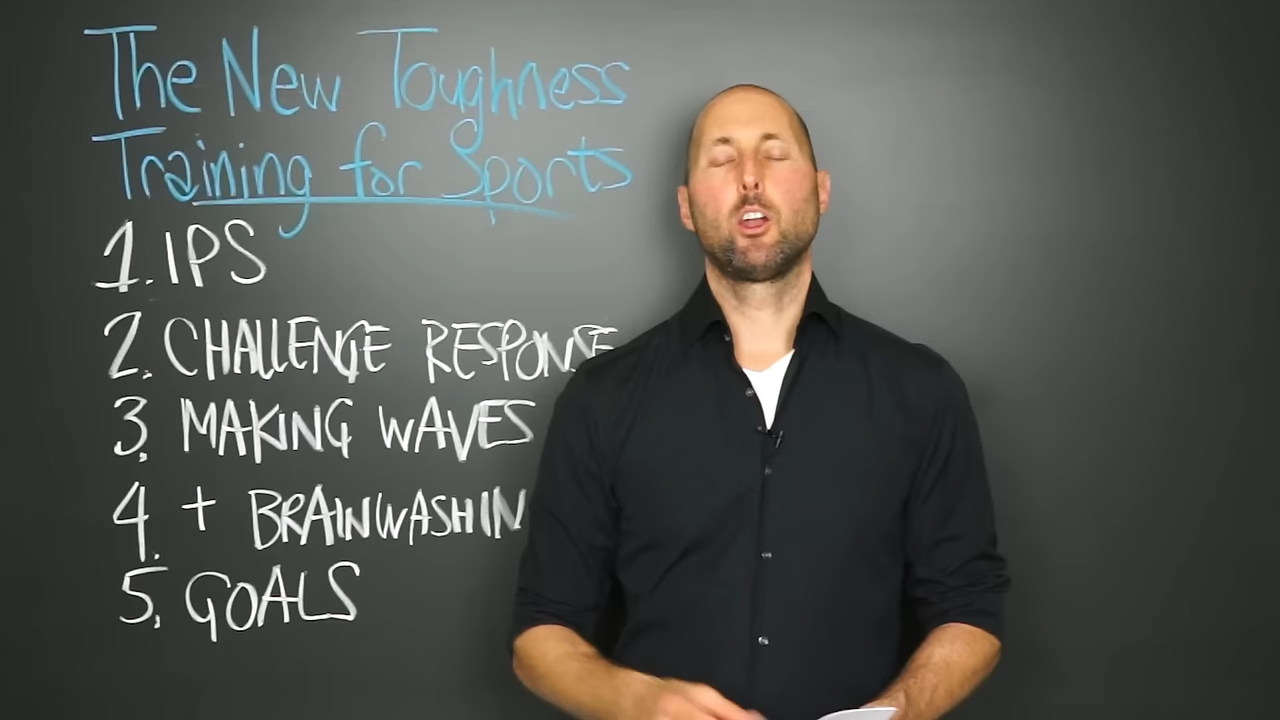 The New Toughness
Training for Sports
1. IPS
2. CHALLENGE RESPONSE
3. MAKING WAVES
4. + BRAINWASHIN
5. GOALS